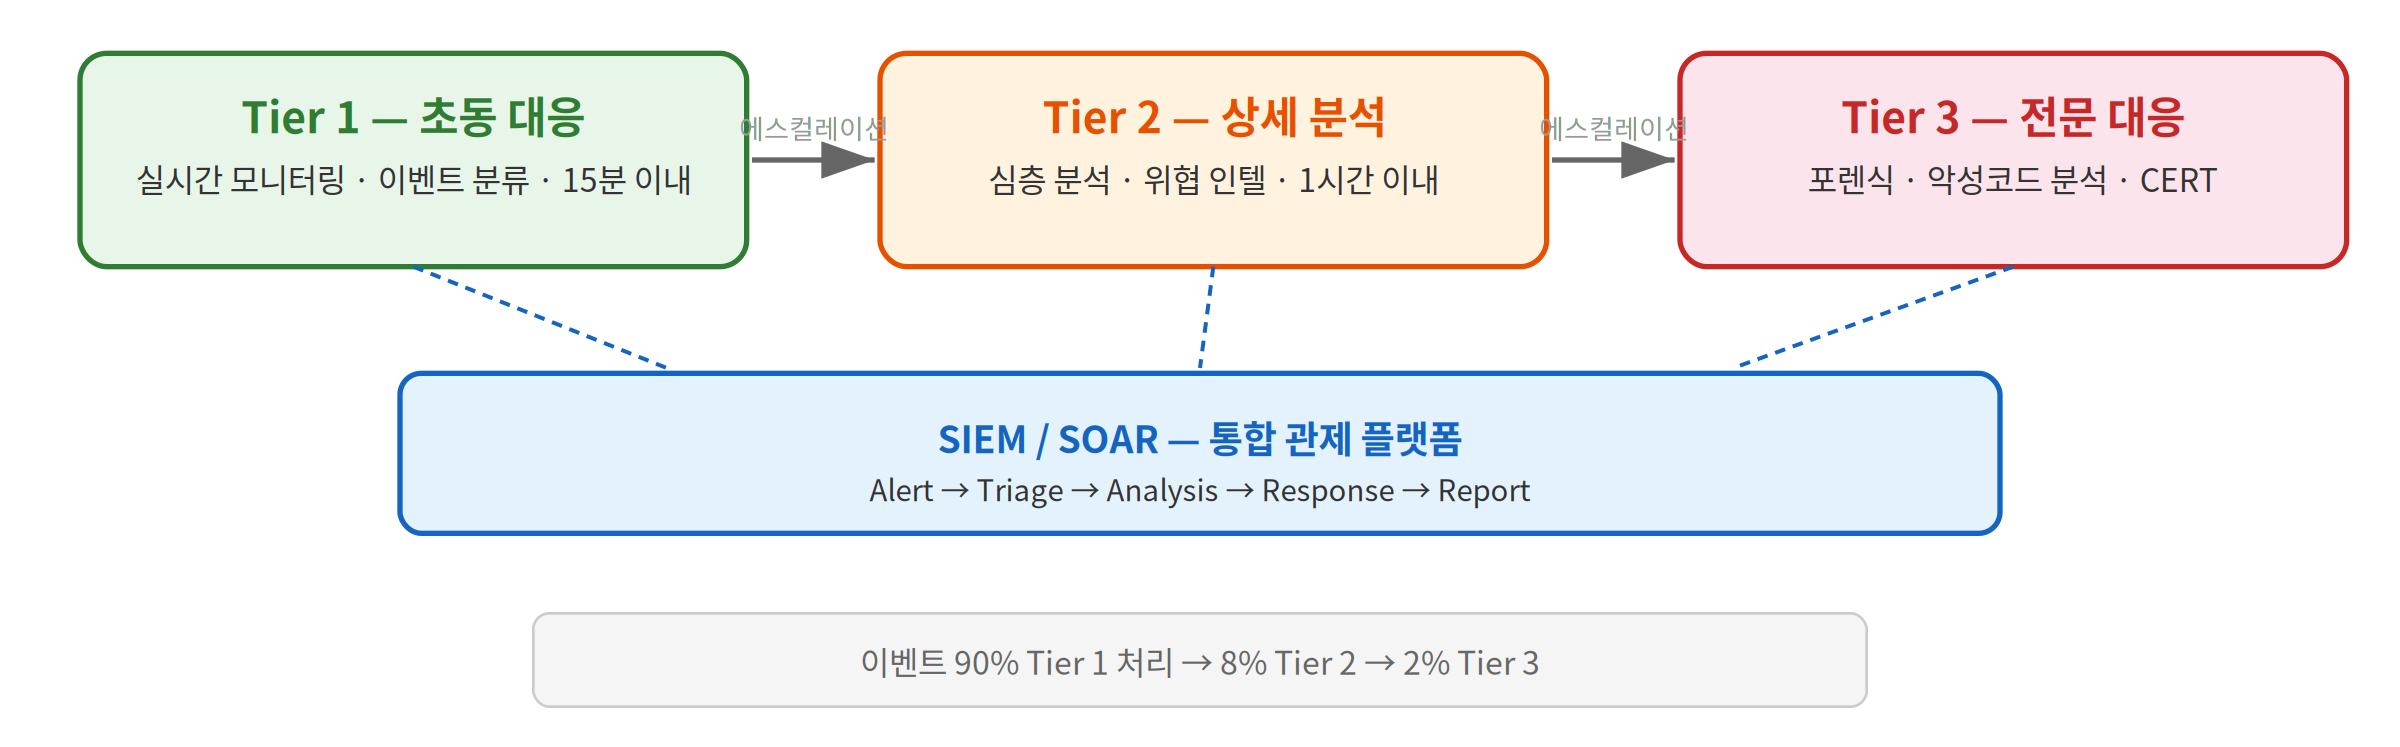 Tier 1 — 초동 대응
실시간 모니터링 · 이벤트 분류 · 15분 이내
에스컬레이션
Tier 2 — 상세 분석
심층 분석 · 위협 인텔 · 1시간 이내
에스컬레이션
Tier 3 — 전문 대응
포렌식 · 악성코드 분석 · CERT
SIEM / SOAR — 통합 관제 플랫폼
Alert → Triage → Analysis → Response → Report
이벤트 90% Tier 1 처리 → 8% Tier 2 → 2% Tier 3